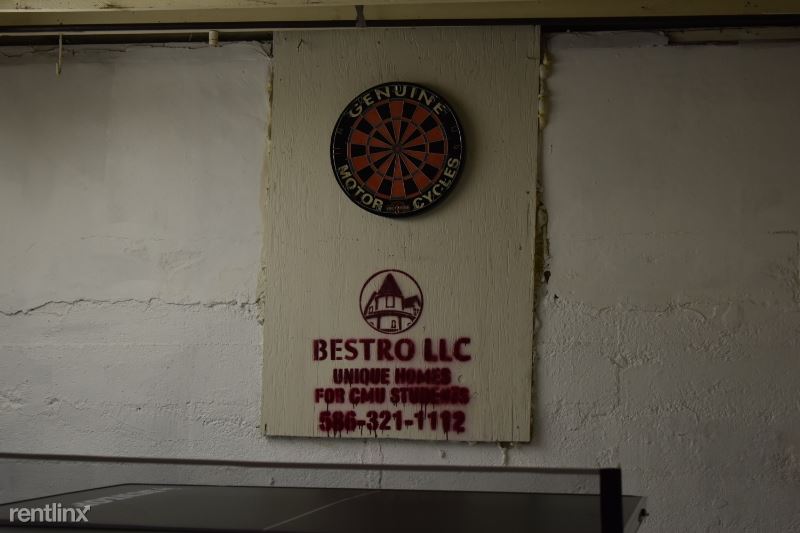 GENUINE
MOTOR CYCLES
BESTRO LLC
UNIQUE HOMES
FOR CMU STUDENTS
586-321-1112
rentlinx